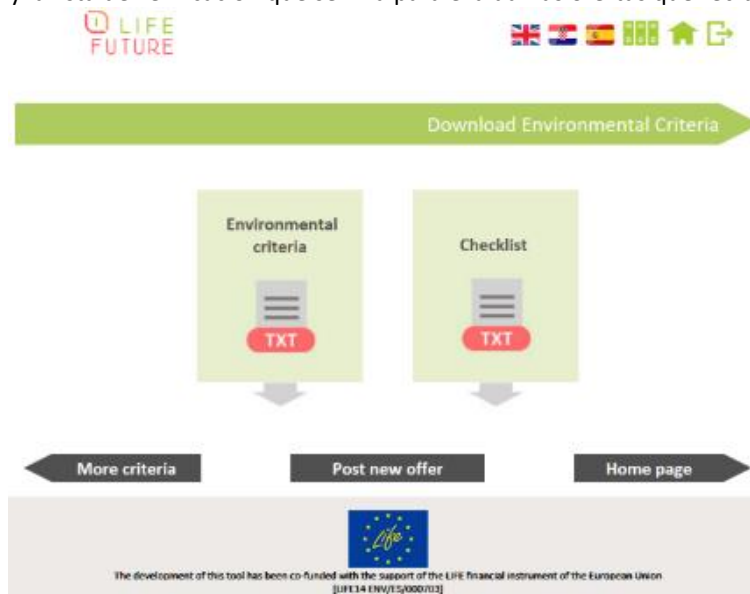 LIFE
FUTURE
Download Environmental Criteria
Environmental
criteria
TXT
Checklist
TXT
More criteria
Post new offer
Home page
Life
The development of this tool has been co-funded with the support of the LIFE financial instrument of the European Union
[LIFE14 ENV/ES/000703]